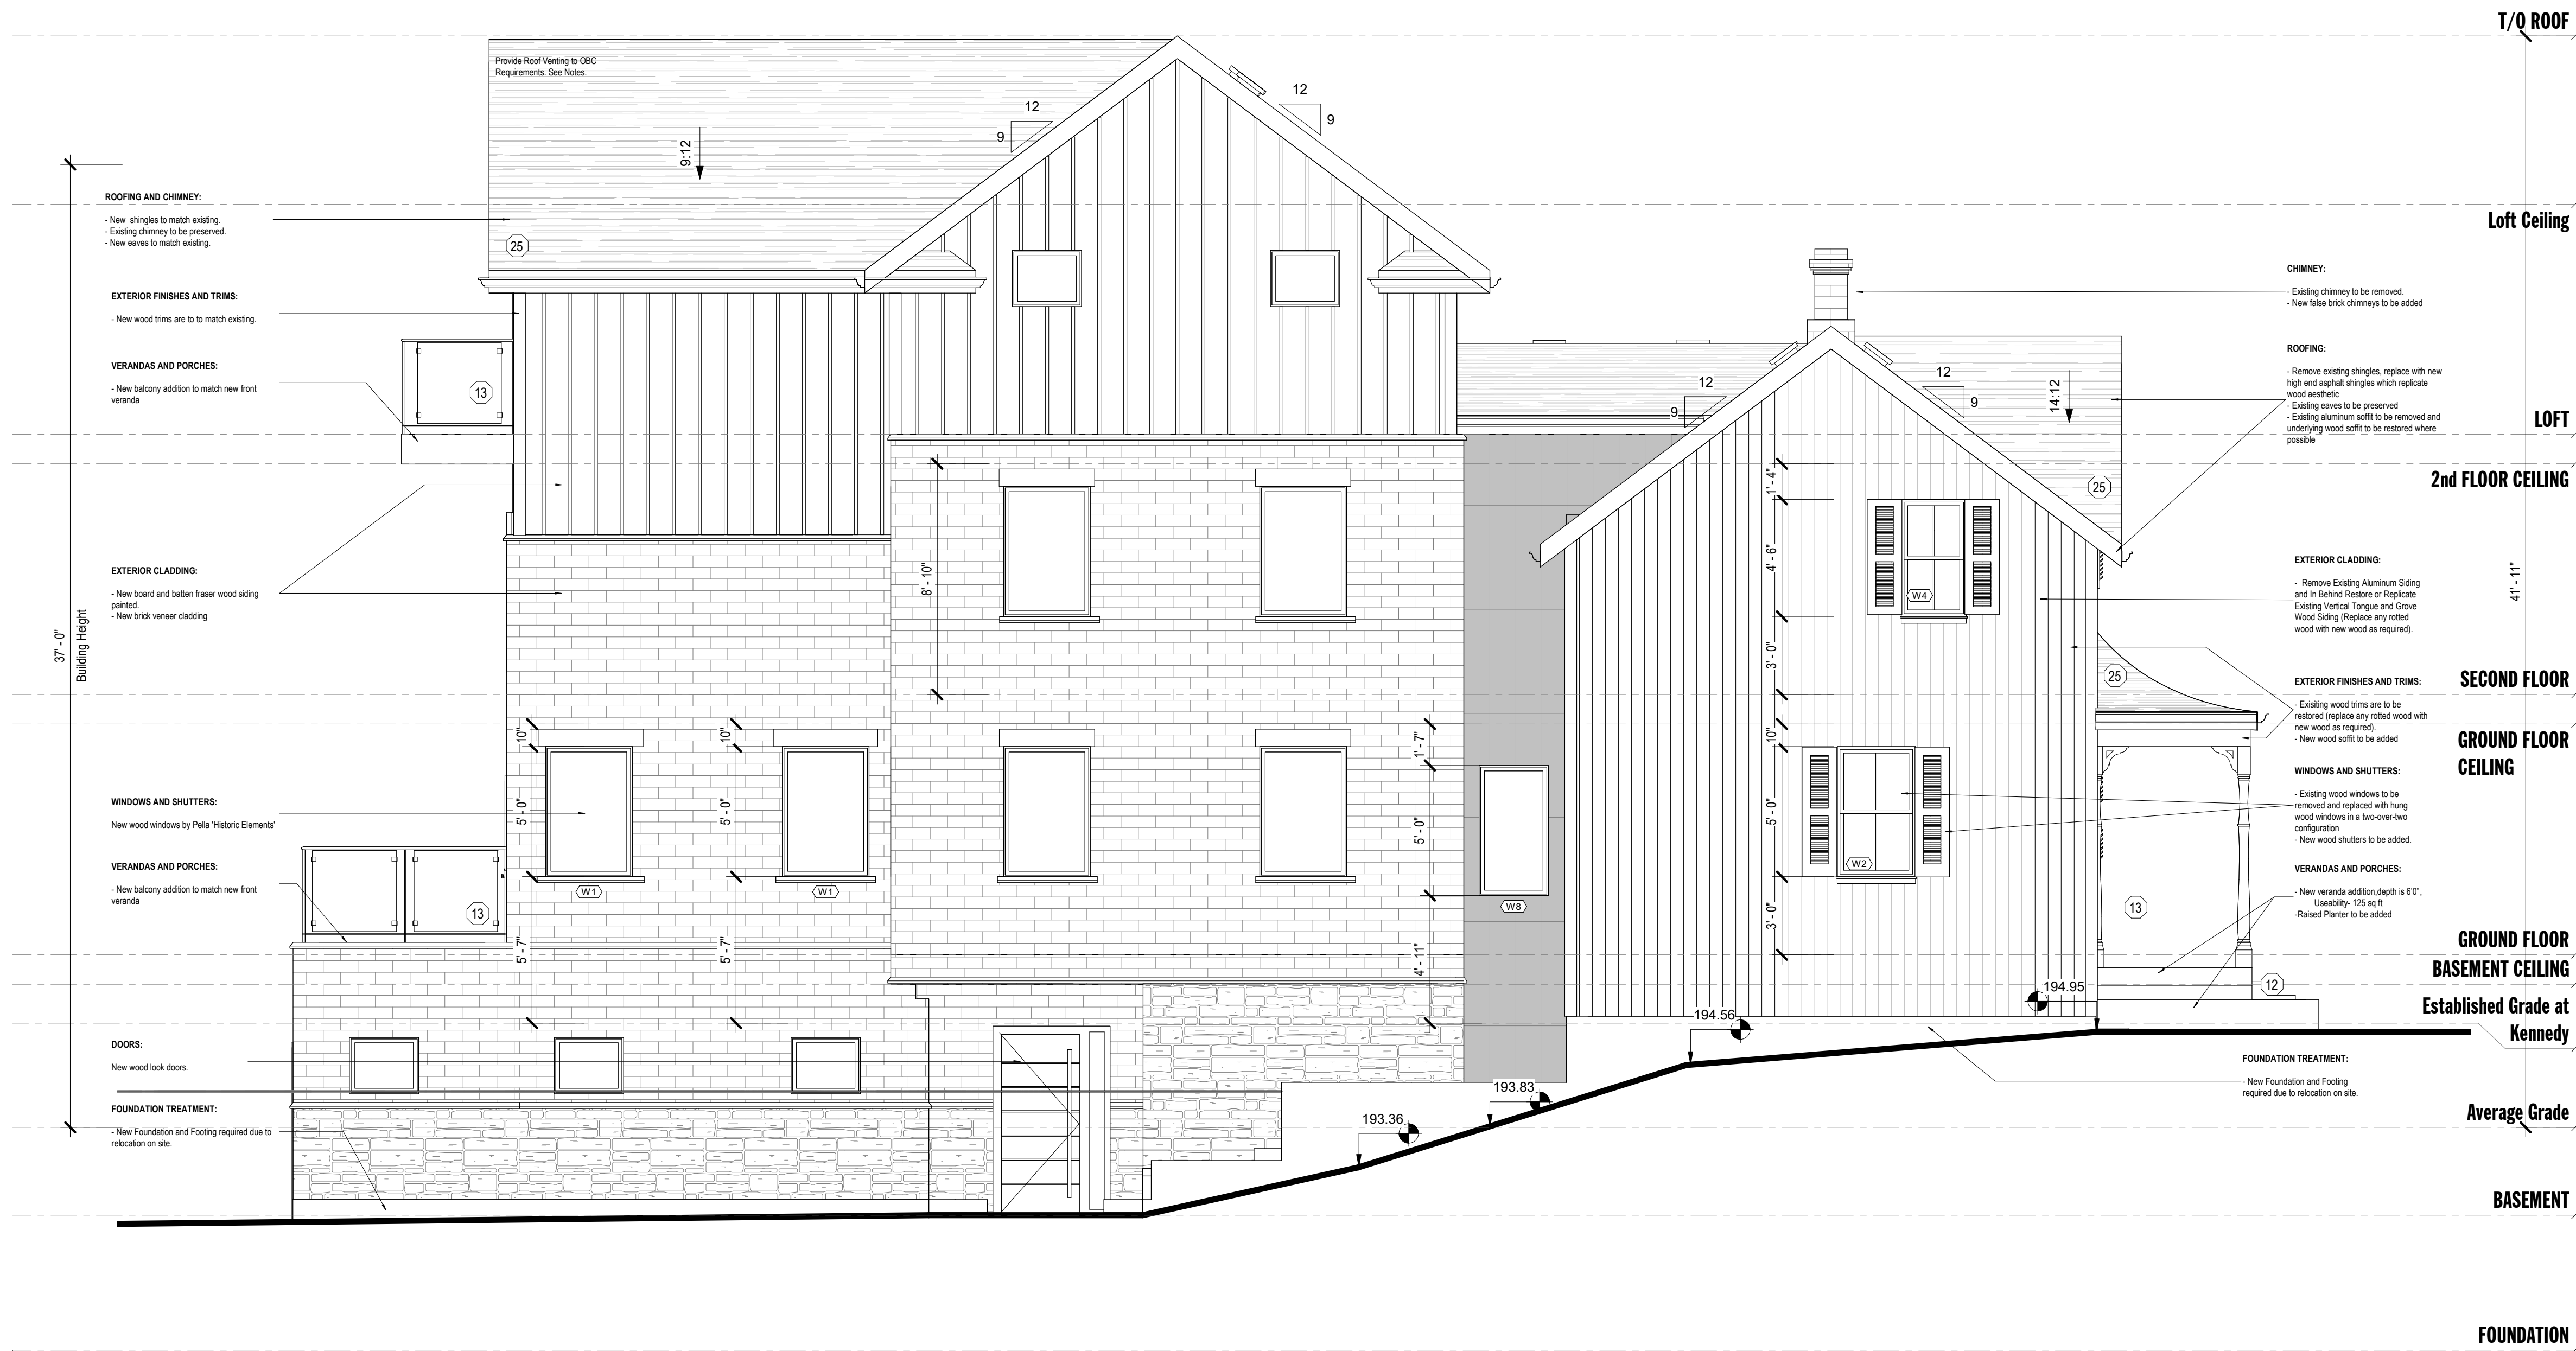 T/O ROOF
Provide Roof Venting to OBC
Requirements. See Notes.
12
9
12
9
9:12
ROOFING AND CHIMNEY:
- New  shingles to match existing.
- Existing chimney to be preserved.
- New eaves to match existing.
25
Loft Ceiling
EXTERIOR FINISHES AND TRIMS:
- New wood trims are to to match existing.
CHIMNEY:
- Existing chimney to be removed.
- New false brick chimneys to be added
VERANDAS AND PORCHES:
- New balcony addition to match new front
veranda
13
ROOFING:
- Remove existing shingles, replace with new
high end asphalt shingles which replicate
wood aesthetic
- Existing eaves to be preserved
- Existing aluminum soffit to be removed and
underlying wood soffit to be restored where
possible
12
9
12
9
14:12
LOFT
2nd FLOOR CEILING
1' - 4"
25
8' - 10"
4' - 6"
W4
EXTERIOR CLADDING:
- New board and batten fraser wood siding
painted.
- New brick veneer cladding
EXTERIOR CLADDING:
-  Remove Existing Aluminum Siding
and In Behind Restore or Replicate
Existing Vertical Tongue and Grove
Wood Siding (Replace any rotted
wood with new wood as required).
41' - 11"
37' - 0"
Building Height
3' - 0"
25
SECOND FLOOR
EXTERIOR FINISHES AND TRIMS:
- Exisiting wood trims are to be
restored (replace any rotted wood with
new wood as required).
- New wood soffit to be added
10"
10"
1' - 7"
10"
GROUND FLOOR
CEILING
WINDOWS AND SHUTTERS:
New wood windows by Pella 'Historic Elements'
5' - 0"
5' - 0"
5' - 0"
5' - 0"
WINDOWS AND SHUTTERS:
- Existing wood windows to be
removed and replaced with hung
wood windows in a two-over-two
configuration
- New wood shutters to be added.
W2
VERANDAS AND PORCHES:
- New balcony addition to match new front
veranda
13
W1
W1
W8
3' - 0"
13
VERANDAS AND PORCHES:
- New veranda addition,depth is 6'0",
Useability- 125 sq ft
-Raised Planter to be added
5' - 7"
5' - 7"
4' - 11"
GROUND FLOOR
BASEMENT CEILING
194.95
12
194.56
Established Grade at
Kennedy
DOORS:
New wood look doors.
FOUNDATION TREATMENT:
- New Foundation and Footing
required due to relocation on site.
193.83
193.36
Average Grade
FOUNDATION TREATMENT:
- New Foundation and Footing required due to
relocation on site.
BASEMENT
FOUNDATION